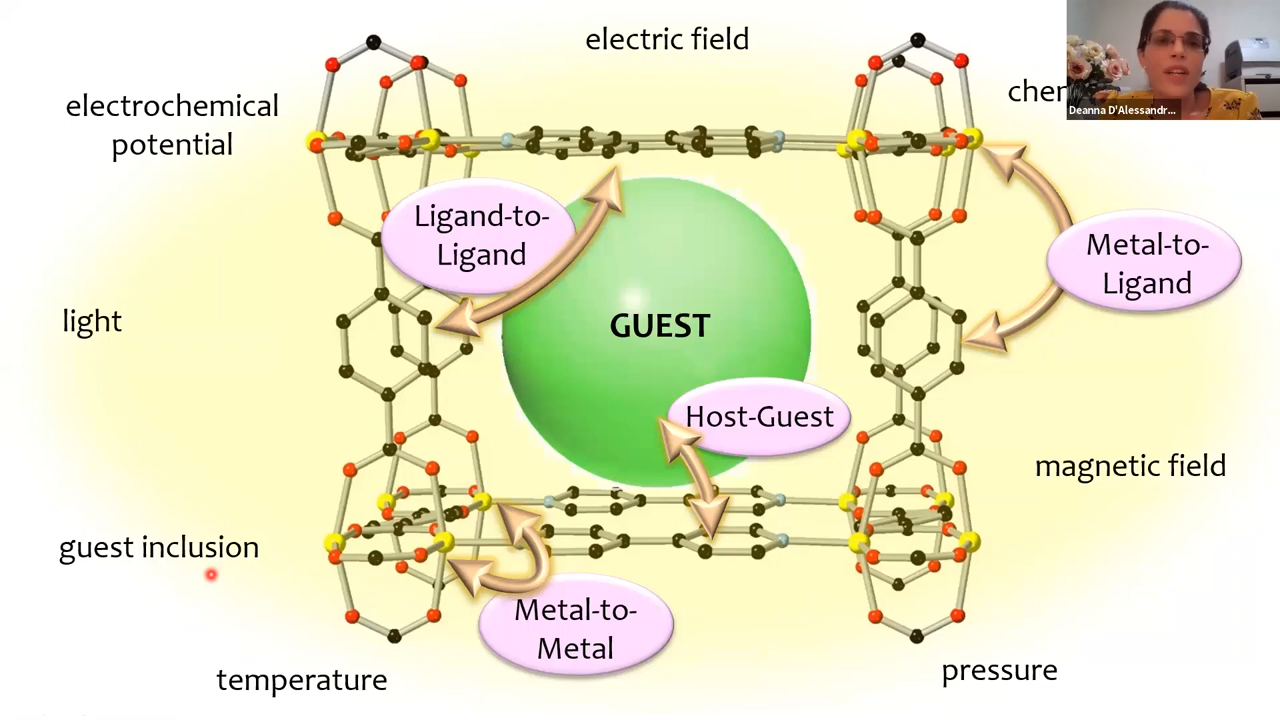 electric field
electrochemical
potential
cher
Deanna D'Alessandr...
Ligand-to-
Ligand
Metal-to-
Ligand
light
GUEST
Host-Guest
magnetic field
guest inclusion
Metal-to-
Metal
temperature
pressure